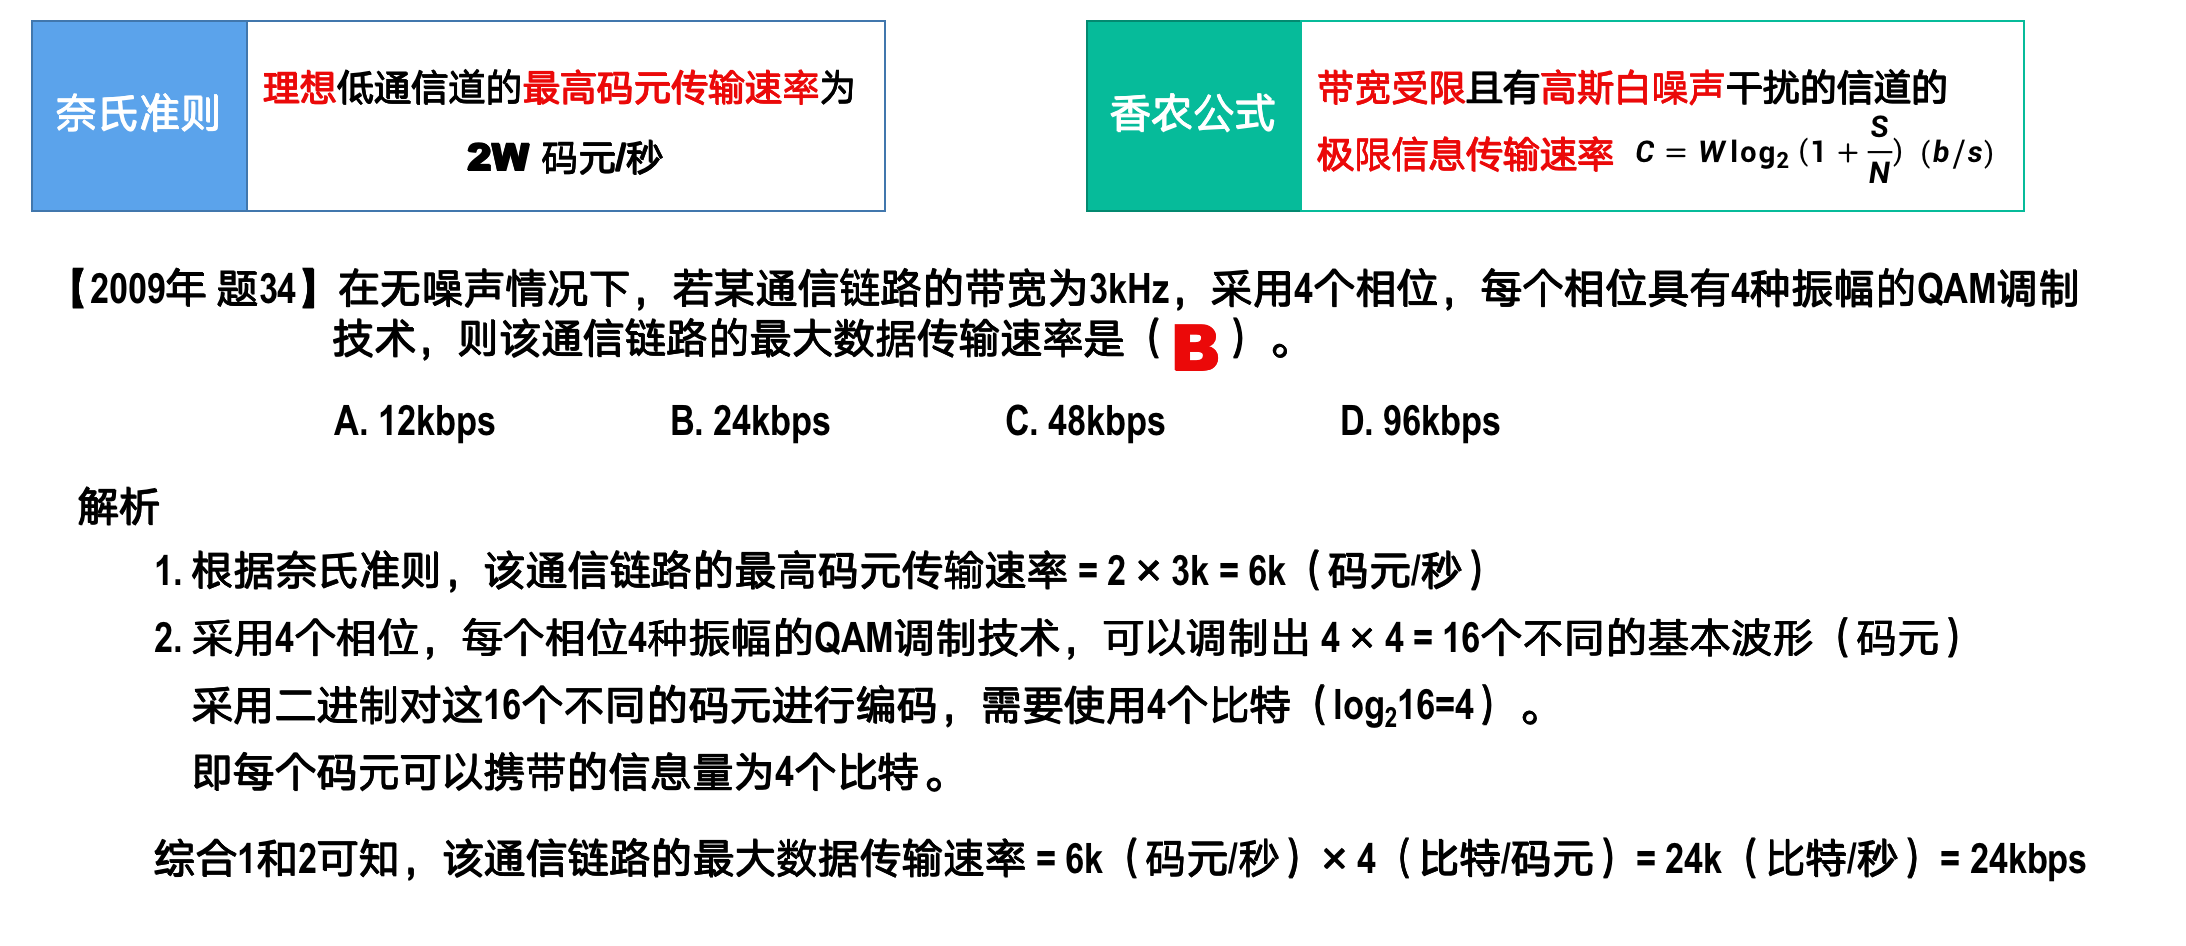 奈氏准则
理想低通信道的最高码元传输速率为
2W 码元/秒
香农公式
带宽受限且有高斯白噪声干扰的信道的
极限信息传输速率 C = W log₂ (1 + S/N) (b/s)
【2009年 题34】在无噪声情况下，若某通信链路的带宽为3kHz，采用4个相位，每个相位具有4种振幅的QAM调制
技术，则该通信链路的最大数据传输速率是（B）。
A. 12kbps B. 24kbps C. 48kbps D. 96kbps
解析
1. 根据奈氏准则，该通信链路的最高码元传输速率 = 2 × 3k = 6k（码元/秒）
2. 采用4个相位，每个相位4种振幅的QAM调制技术，可以调制出 4 × 4 = 16个不同的基本波形（码元）
采用二进制对这16个不同的码元进行编码，需要使用4个比特（log₂16=4）。
即每个码元可以携带的信息量为4个比特。
综合1和2可知，该通信链路的最大数据传输速率 = 6k（码元/秒）× 4（比特/码元）= 24k（比特/秒）= 24kbps